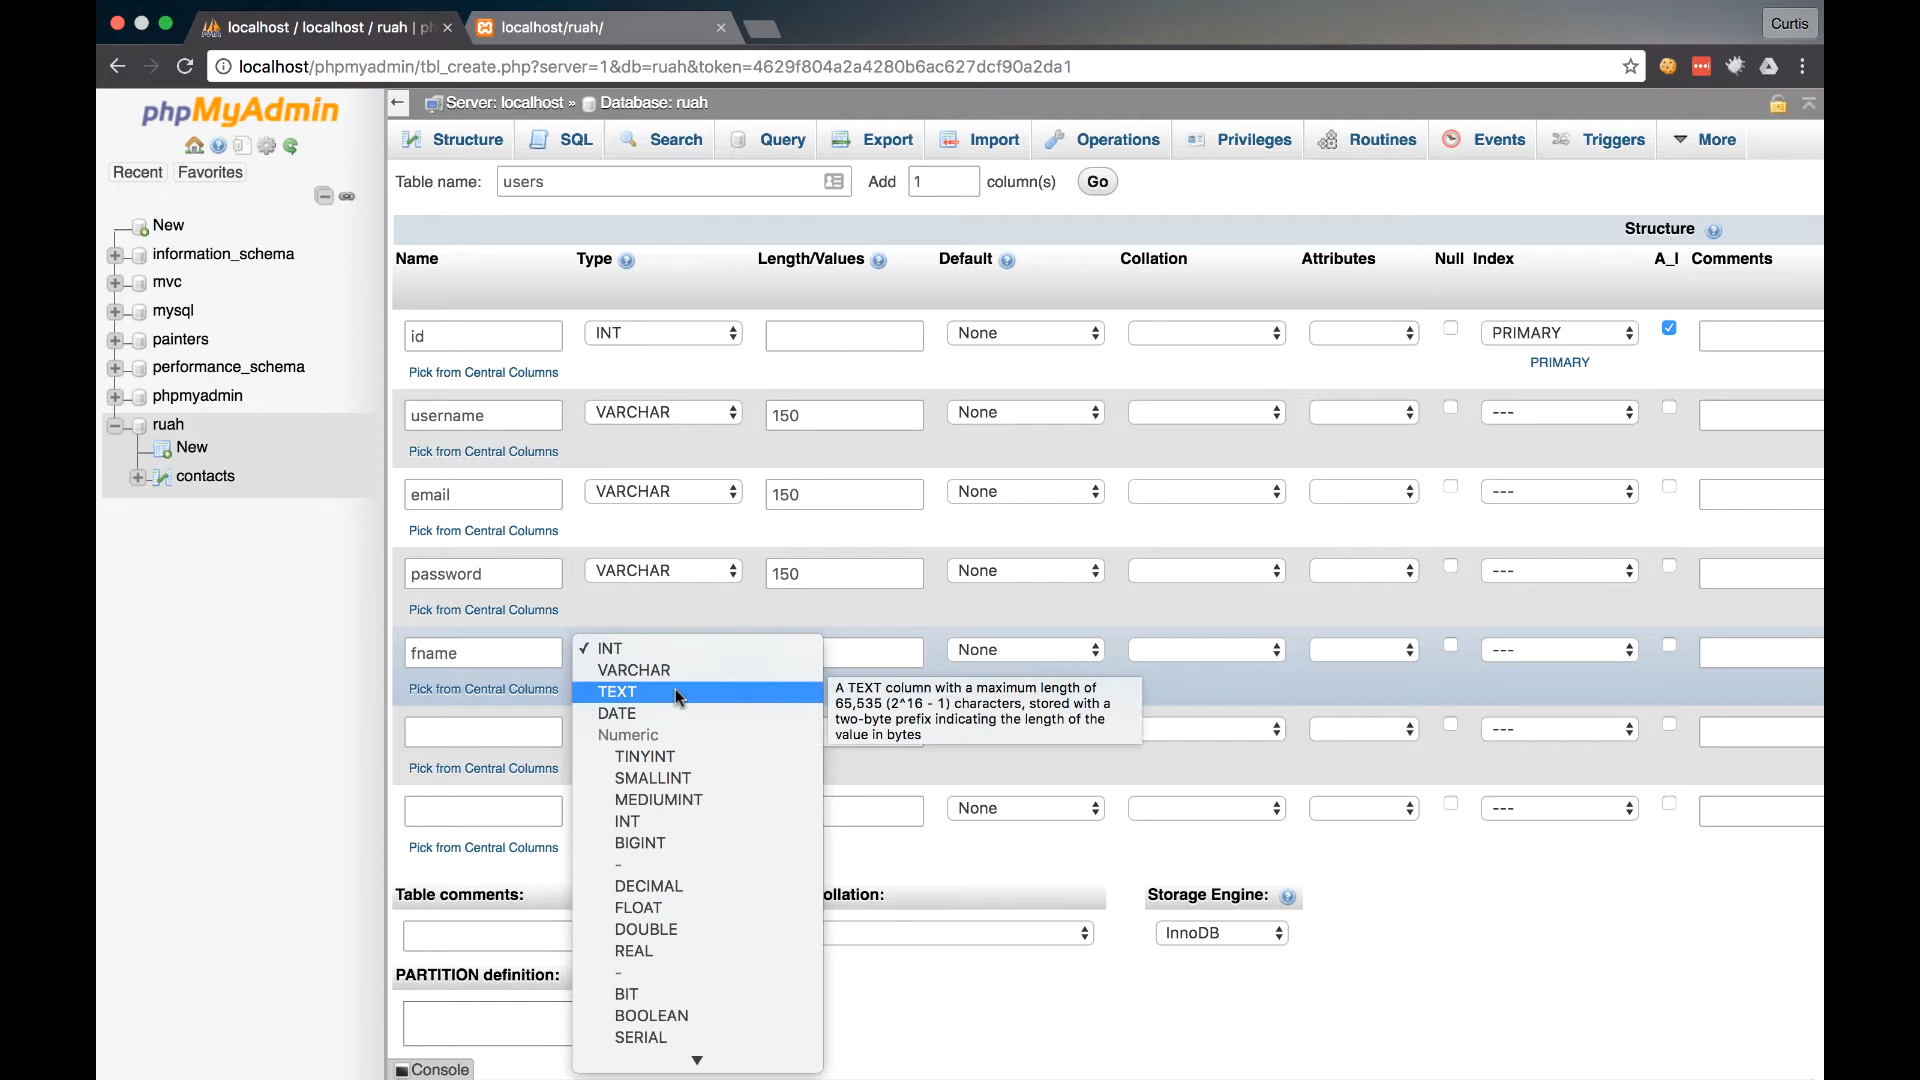 localhost / localhost / ruah | ph
localhost/ruah/
Curtis
localhost/phpmyadmin/tbl_create.php?server=1&db=ruah&token=4629f804a2a4280b6ac627dcf90a2da1
phpMyAdmin
Recent Favorites
New
information_schema
mvc
mysql
painters
performance_schema
phpmyadmin
ruah
New
contacts
Server: localhost » Database: ruah
Structure SQL Search Query Export Import Operations Privileges Routines Events Triggers More
Table name: users Add 1 column(s) Go
Structure
Name Type Length/Values Default Collation Attributes Null Index A_I Comments
id INT None PRIMARY
Pick from Central Columns PRIMARY
username VARCHAR 150 None ---
Pick from Central Columns
email VARCHAR 150 None ---
Pick from Central Columns
password VARCHAR 150 None ---
Pick from Central Columns
fname None ---
Pick from Central Columns
---
Pick from Central Columns
None ---
Pick from Central Columns
✓ INT
VARCHAR
TEXT
DATE
Numeric
TINYINT
SMALLINT
MEDIUMINT
INT
BIGINT
-
DECIMAL
FLOAT
DOUBLE
REAL
-
BIT
BOOLEAN
SERIAL
A TEXT column with a maximum length of
65,535 (2^16 - 1) characters, stored with a
two-byte prefix indicating the length of the
value in bytes
Table comments: ollation: Storage Engine:
InnoDB
PARTITION definition:
Console